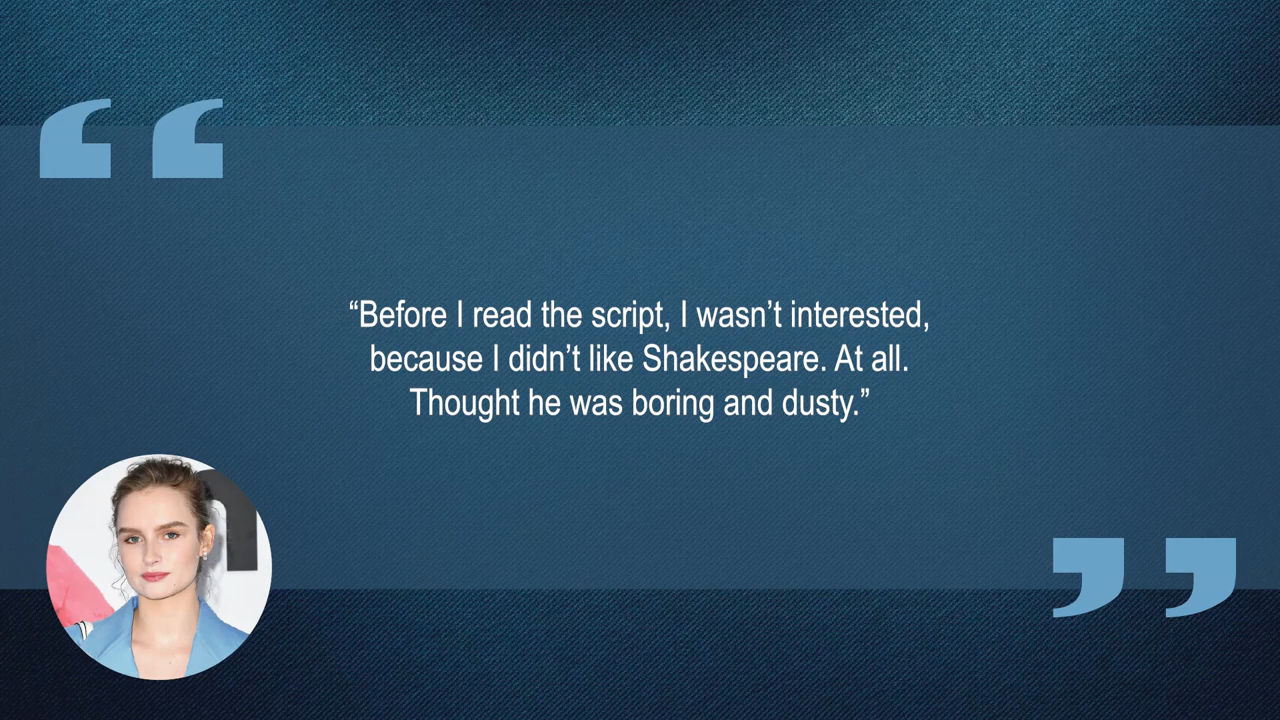 “Before I read the script, I wasn’t interested,
because I didn’t like Shakespeare. At all.
Thought he was boring and dusty.”